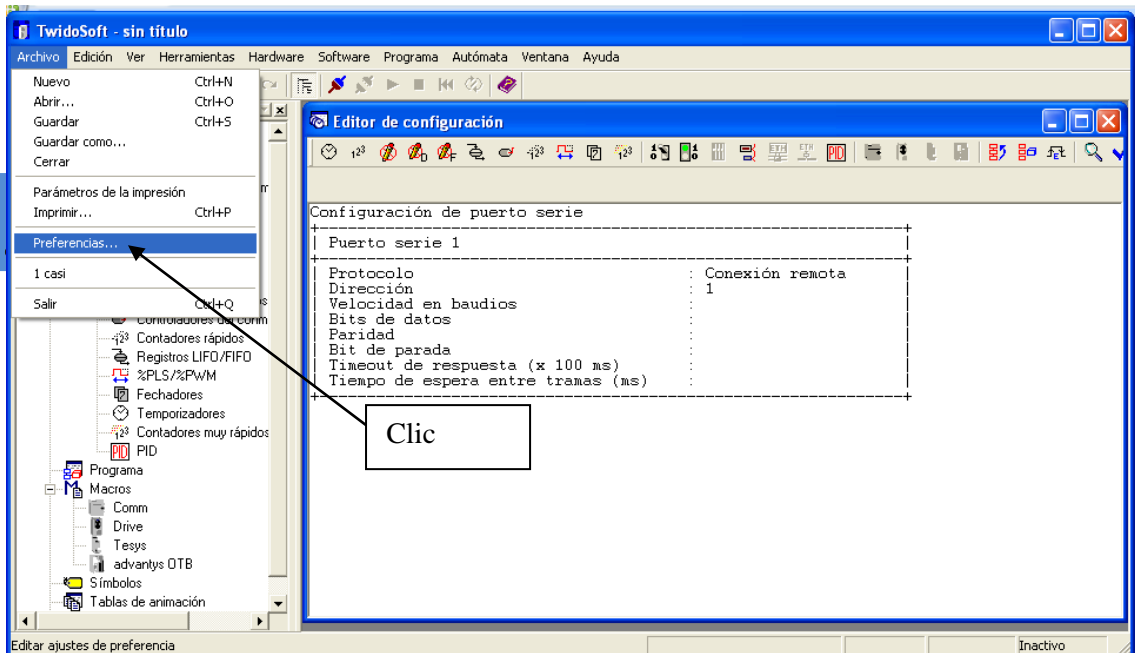 TwidoSoft - sin título
Archivo Edición Ver Herramientas Hardware Software Programa Autómata Ventana Ayuda
Nuevo Ctrl+N
Abrir... Ctrl+O
Guardar Ctrl+S
Guardar como...
Cerrar
Parámetros de la impresión
Imprimir... Ctrl+P
Preferencias...
1 casi
Salir Ctrl+Q
Contadores rápidos
Registros LIFO/FIFO
%PLS/%PWM
Fechadores
Temporizadores
Contadores muy rápidos
PID PID
Programa
Macros
Comm
Drive
Tesys
advantys OTB
Símbolos
Tablas de animación
Editor de configuración
Configuración de puerto serie
Puerto serie 1
Protocolo : Conexión remota
Dirección : 1
Velocidad en baudios :
Bits de datos :
Paridad :
Bit de parada :
Timeout de respuesta (x 100 ms) :
Tiempo de espera entre tramas (ms) :
Clic
Editar ajustes de preferencia
Inactivo